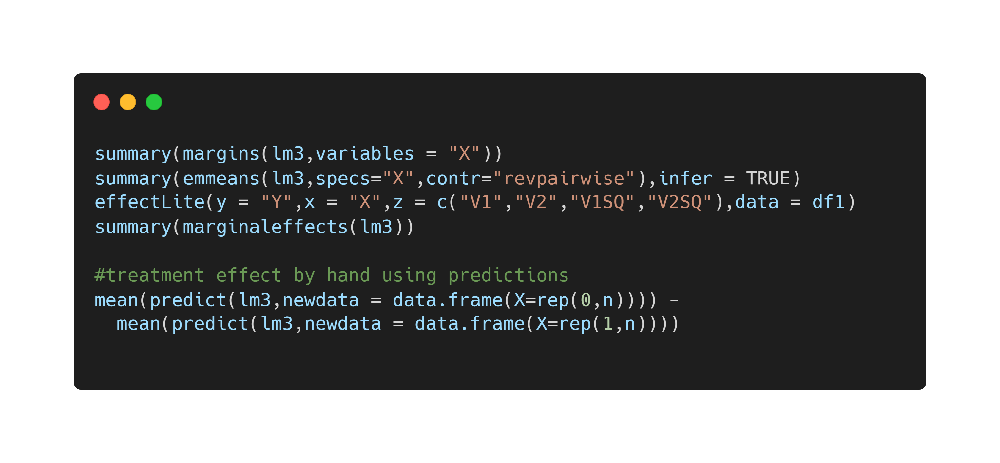 summary(margins(lm3,variables = "X"))
summary(emmeans(lm3,specs="X",contr="revpairwise"),infer = TRUE)
effectLite(y = "Y",x = "X",z = c("V1","V2","V1SQ","V2SQ"),data = df1)
summary(marginaleffects(lm3))
#treatment effect by hand using predictions
mean(predict(lm3,newdata = data.frame(X=rep(0,n)))) -
  mean(predict(lm3,newdata = data.frame(X=rep(1,n))))